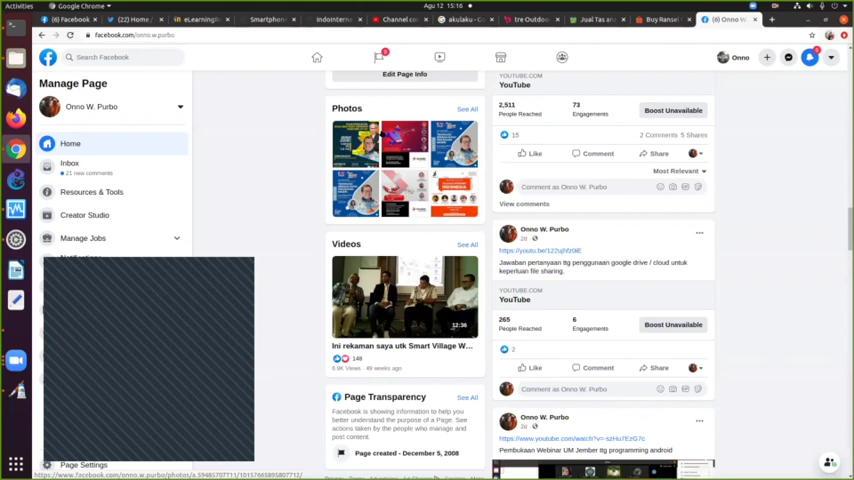 Activities
Google Chrome
Agu 12 15:16
(6) Facebook
(22) Home /
eLearningRe
Smartphone
IndoInterne
Channel con
akulaku - Go
tre Outdoo
Jual Tas an
Buy Ransel
(6) Onno W.
facebook.com/onno.w.purbo
Search Facebook
Onno
Manage Page
Onno W. Purbo
Home
Inbox
21 new comments
Resources & Tools
Creator Studio
Manage Jobs
Page Settings
Edit Page Info
Photos
See All
Videos
See All
12:36
Ini rekaman saya utk Smart Village W...
148
6.9K Views · 49 weeks ago
Page Transparency
See All
Facebook is showing information to help
better understand the purpose of a Page. See
actions taken by the people who manage and
post content.
Page created - December 5, 2008
YOUTUBE.COM
YouTube
2,511
73
People Reached
Engagements
Boost Unavailable
15
2 Comments 5 Shares
Like
Comment
Share
Most Relevant
Comment as Onno W. Purbo
View comments
Onno W. Purbo
2d
Jawaban pertanyaan ttg penggunaan google drive / cloud untuk
keperluan file sharing.
YOUTUBE.COM
YouTube
265
6
People Reached
Engagements
Boost Unavailable
2
Like
Comment
Share
Comment as Onno W. Purbo
Onno W. Purbo
2d
Pembukaan Webinar UM Jember ttg programming android